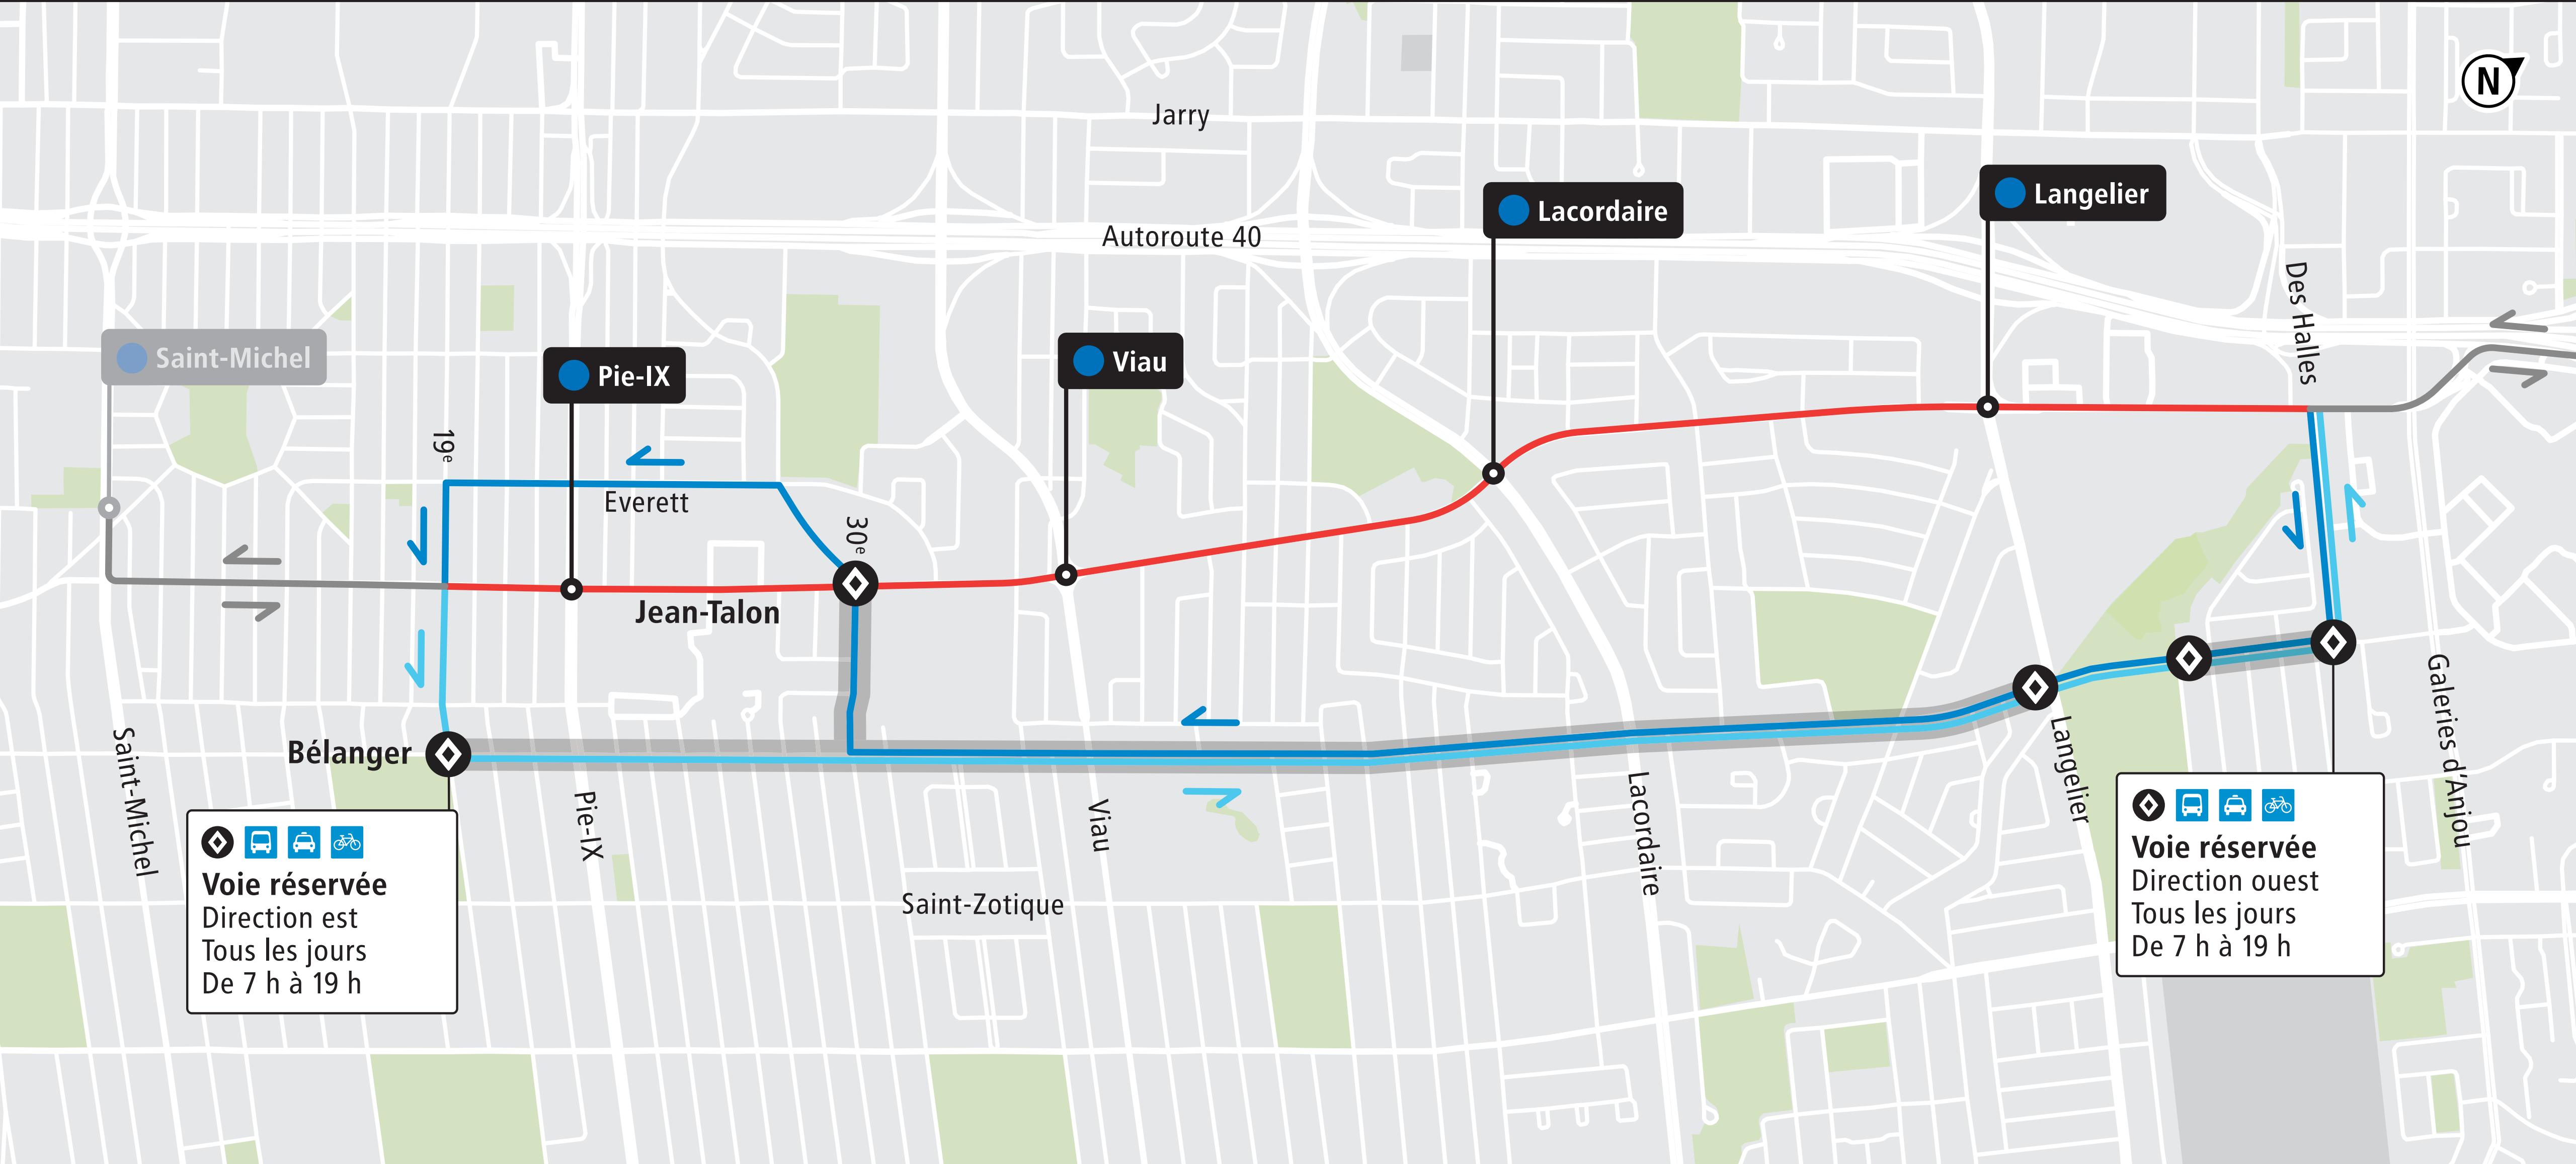 N
Jarry
Langelier
Lacordaire
Autoroute 40
Des Halles
Saint-Michel
Pie-IX
Viau
19e
Everett
30e
Jean-Talon
Bélanger
Saint-Michel
Pie-IX
Viau
Lacordaire
Langelier
Galeries d'Anjou
Saint-Zotique
Voie réservée
Direction est
Tous les jours
De 7 h à 19 h
Voie réservée
Direction ouest
Tous les jours
De 7 h à 19 h